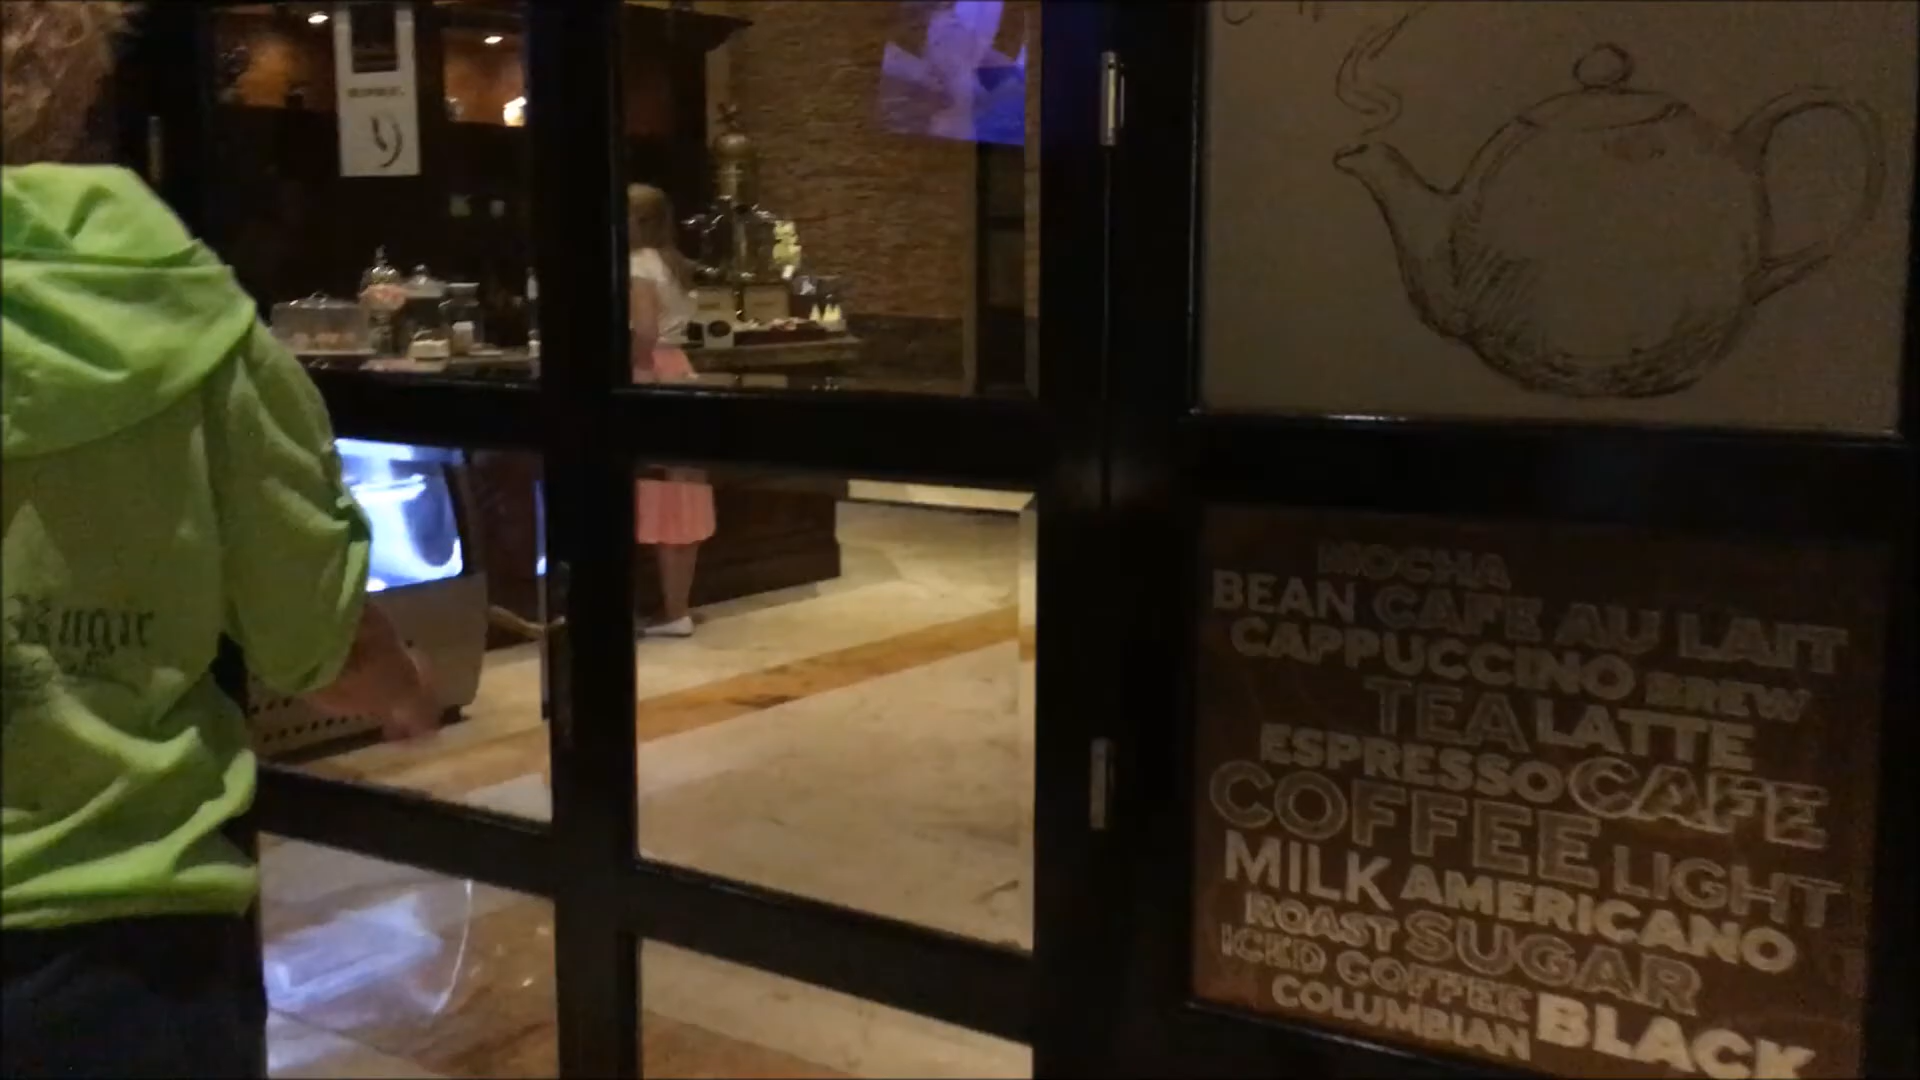 Rugir
MOCHA
BEAN CAFE AU LAIT
CAPPUCCINO BREW
TEA LATTE
ESPRESSO CAFE
COFFEE LIGHT
MILK AMERICANO
ROAST SUGAR
ICED COFFEE BLACK
COLUMBIAN